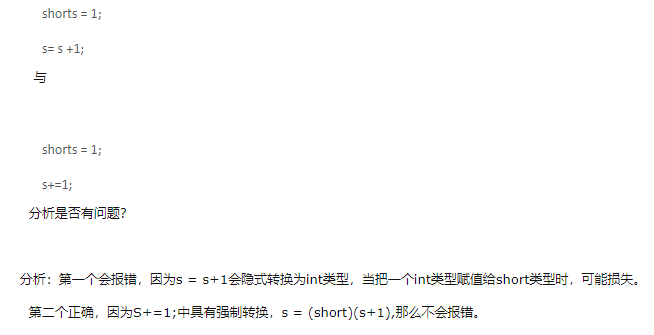 shorts = 1;
s= s +1;
与
shorts = 1;
s+=1;
分析是否有问题?
分析：第一个会报错，因为s = s+1会隐式转换为int类型，当把一个int类型赋值给short类型时，可能损失。
第二个正确，因为S+=1;中具有强制转换，s = (short)(s+1),那么不会报错。